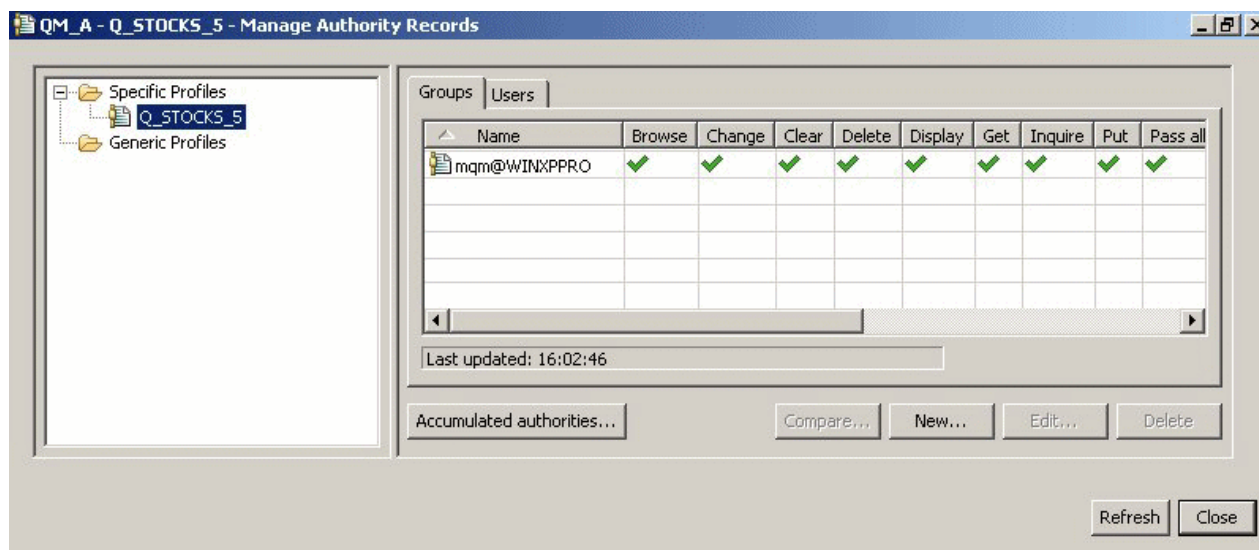 QM_A - Q_STOCKS_5 - Manage Authority Records
Specific Profiles
Q_STOCKS_5
Generic Profiles
Groups Users
Name Browse Change Clear Delete Display Get Inquire Put Pass all
mqm@WINXPPRO
Last updated: 16:02:46
Accumulated authorities... Compare... New... Edit... Delete
Refresh Close